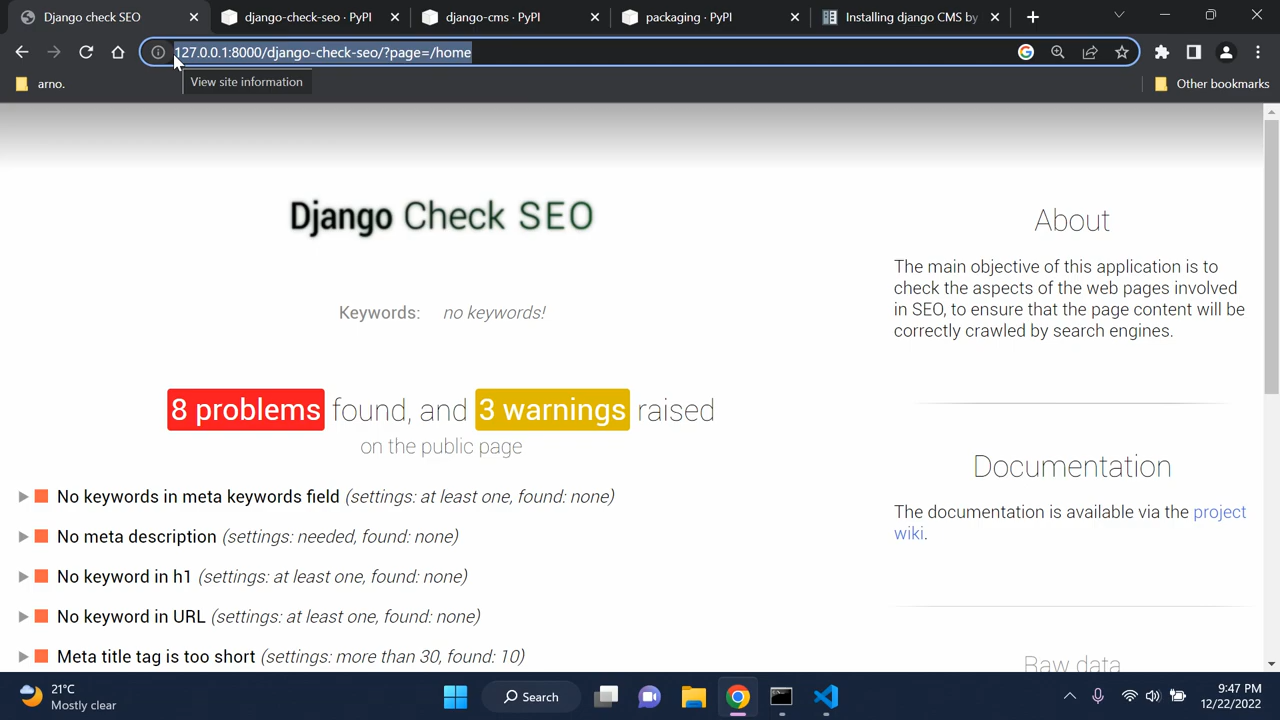 Django check SEO
django-check-seo · PyPI
django-cms · PyPI
packaging · PyPI
Installing django CMS by
127.0.0.1:8000/django-check-seo/?page=/home
View site information
arno.
Other bookmarks
Django Check SEO
Keywords: no keywords!
8 problems found, and 3 warnings raised
on the public page
No keywords in meta keywords field (settings: at least one, found: none)
No meta description (settings: needed, found: none)
No keyword in h1 (settings: at least one, found: none)
No keyword in URL (settings: at least one, found: none)
Meta title tag is too short (settings: more than 30, found: 10)
About
The main objective of this application is to
check the aspects of the web pages involved
in SEO, to ensure that the page content will be
correctly crawled by search engines.
Documentation
The documentation is available via the project
wiki.
Raw data
21°C
Mostly clear
Search
9:47 PM
12/22/2022